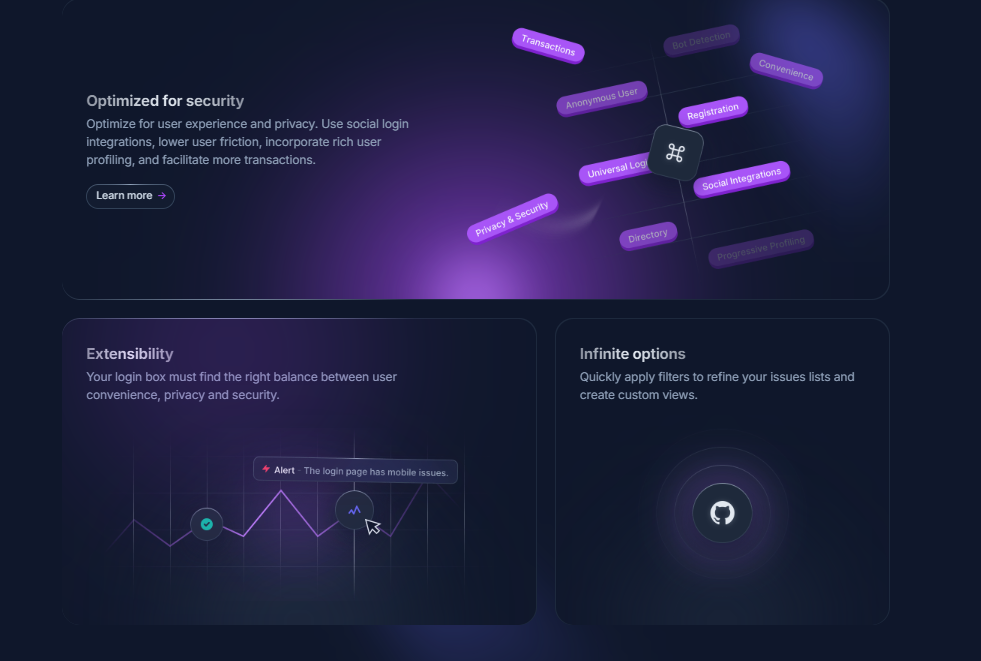 Transactions
Bot Detection
Convenience
Anonymous User
Registration
Optimized for security
Optimize for user experience and privacy. Use social login
integrations, lower user friction, incorporate rich user
profiling, and facilitate more transactions.
Universal Logi
Social Integrations
Learn more →
Privacy & Security
Directory
Progressive Profiling
Extensibility
Your login box must find the right balance between user
convenience, privacy and security.
Alert · The login page has mobile issues.
Infinite options
Quickly apply filters to refine your issues lists and
create custom views.